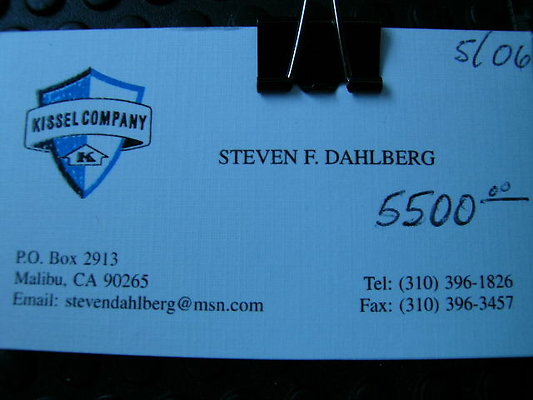 5/06
KISSEL COMPANY
K
STEVEN F. DAHLBERG
5500 00
P.O. Box 2913
Malibu, CA 90265
Email: stevendahlberg@msn.com
Tel: (310) 396-1826
Fax: (310) 396-3457